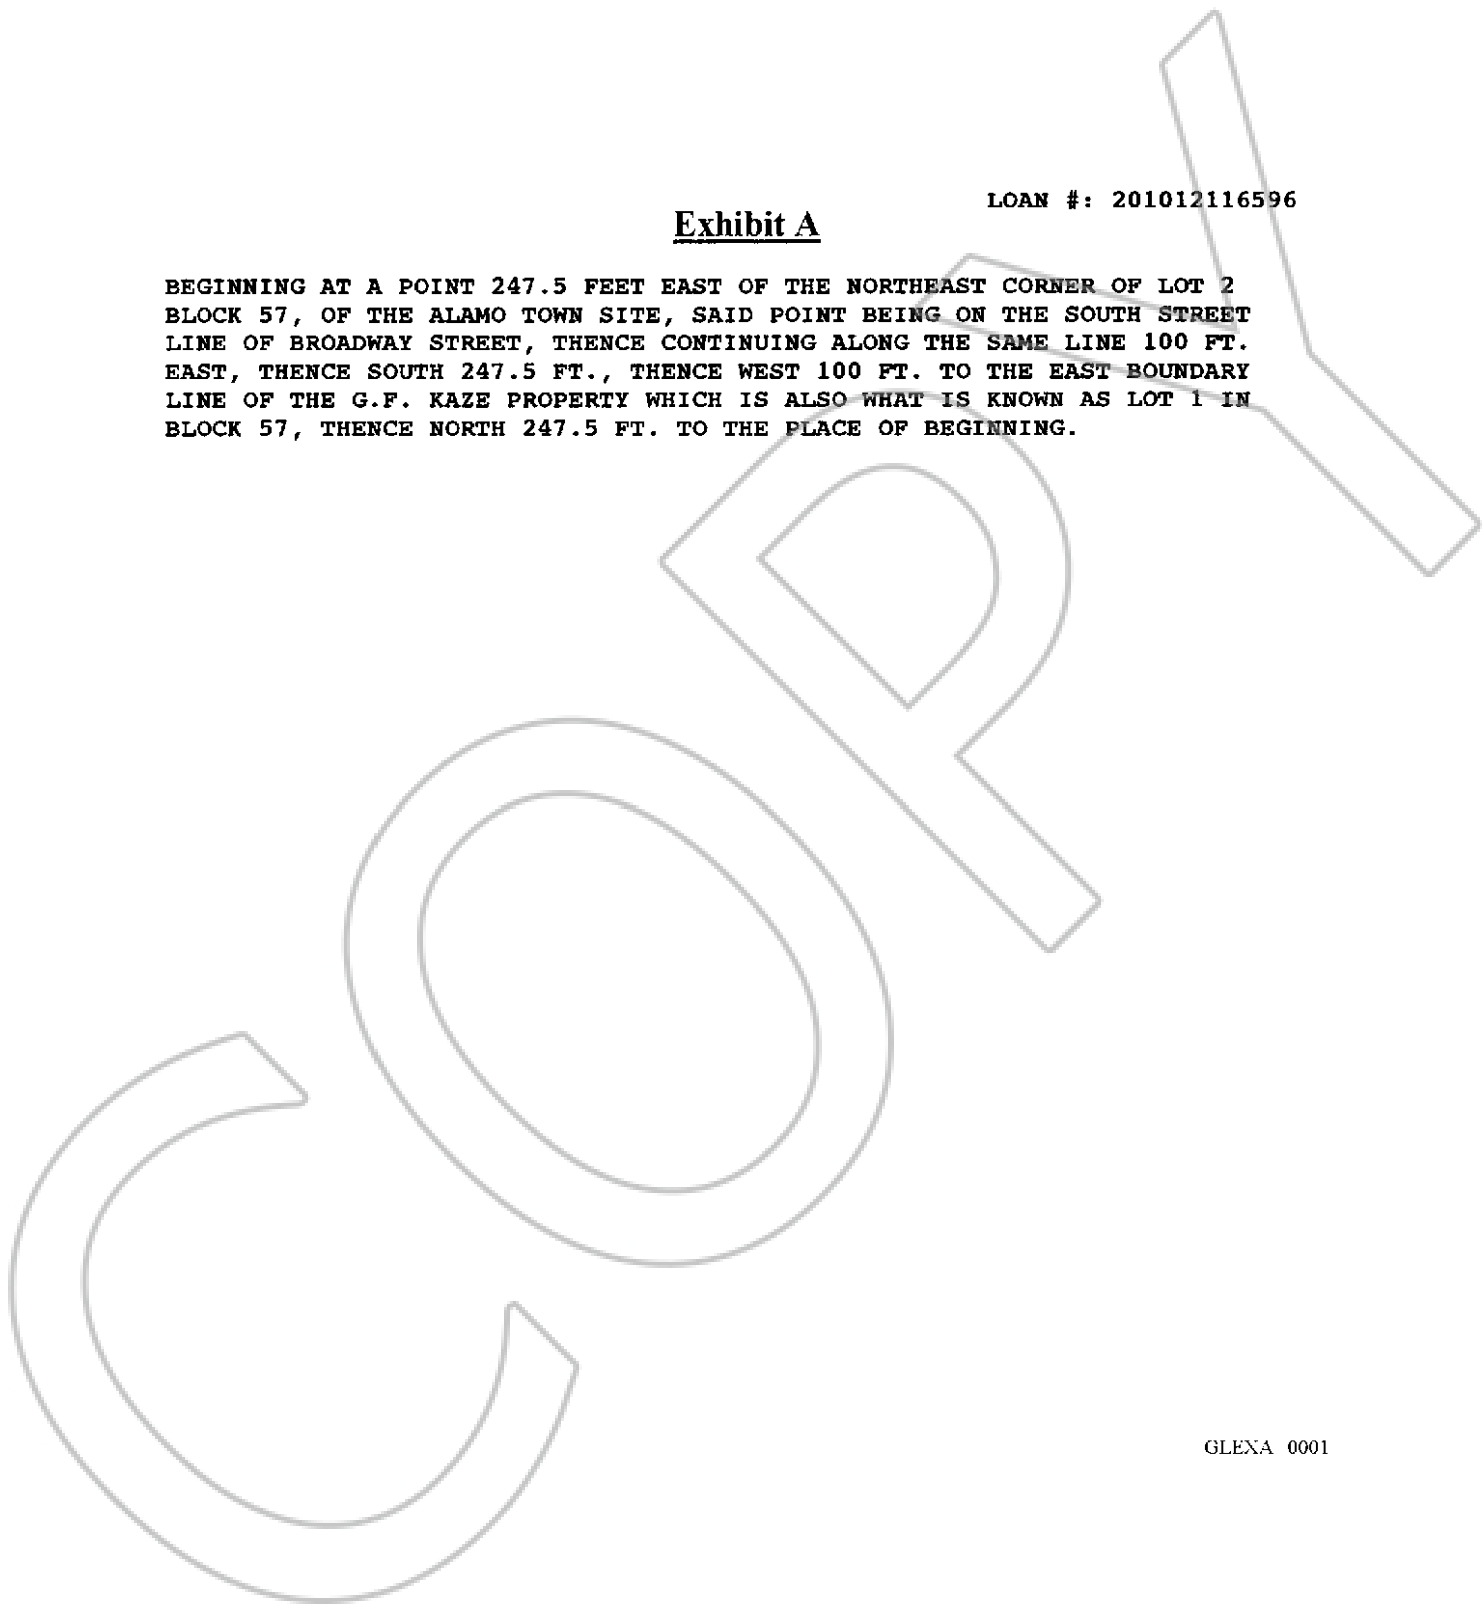 LOAN #: 201012116596
Exhibit A
BEGINNING AT A POINT 247.5 FEET EAST OF THE NORTHEAST CORNER OF LOT 2
BLOCK 57, OF THE ALAMO TOWN SITE, SAID POINT BEING ON THE SOUTH STREET
LINE OF BROADWAY STREET, THENCE CONTINUING ALONG THE SAME LINE 100 FT.
EAST, THENCE SOUTH 247.5 FT., THENCE WEST 100 FT. TO THE EAST BOUNDARY
LINE OF THE G.F. KAZE PROPERTY WHICH IS ALSO WHAT IS KNOWN AS LOT 1 IN
BLOCK 57, THENCE NORTH 247.5 FT. TO THE PLACE OF BEGINNING.
COPY
GLEXA 0001